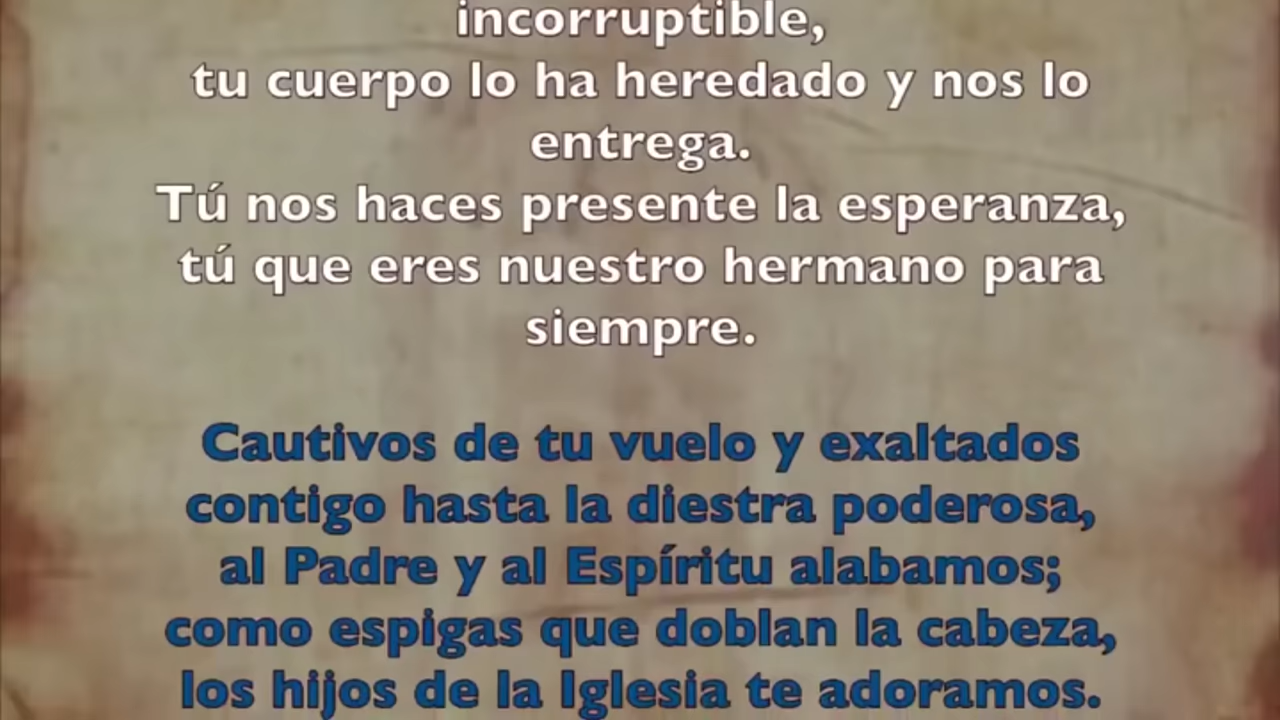 incorruptible,
tu cuerpo lo ha heredado y nos lo
entrega.
Tú nos haces presente la esperanza,
tú que eres nuestro hermano para
siempre.
Cautivos de tu vuelo y exaltados
contigo hasta la diestra poderosa,
al Padre y al Espíritu alabamos;
como espigas que doblan la cabeza,
los hijos de la Iglesia te adoramos.